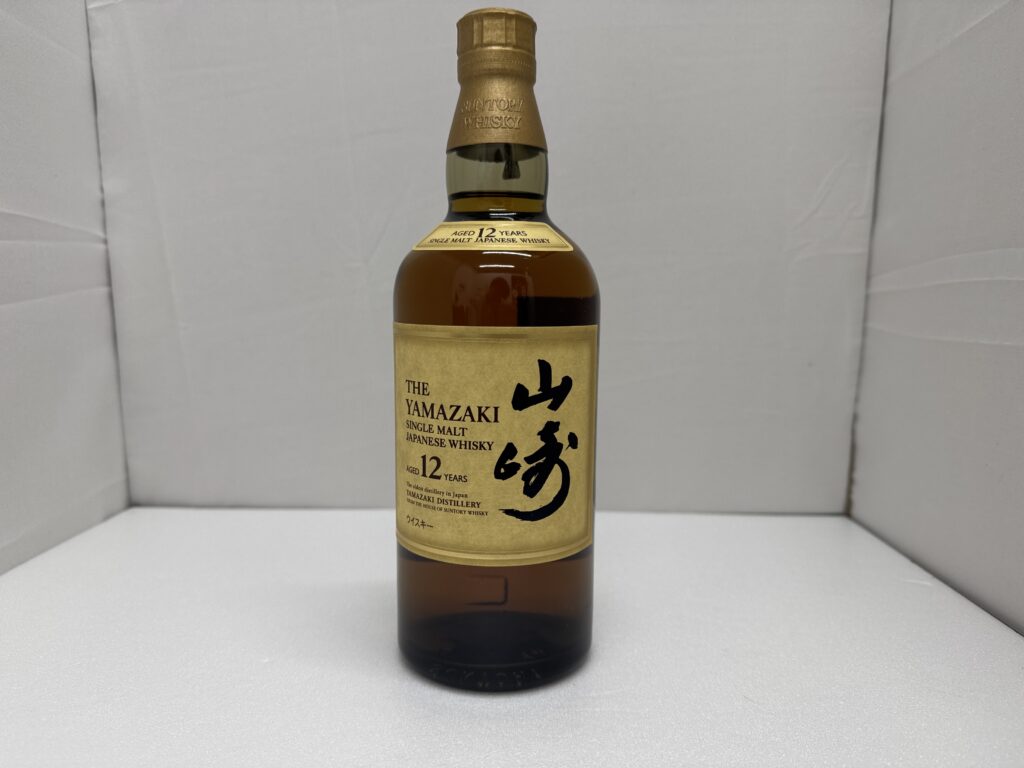 SUNTORY
WHISKY
AGED 12 YEARS
SINGLE MALT JAPANESE WHISKY
THE
YAMAZAKI
SINGLE MALT
JAPANESE WHISKY
AGED 12 YEARS
The oldest distillery in Japan
YAMAZAKI DISTILLERY
FROM THE HOUSE OF SUNTORY WHISKY
ウイスキー
山崎